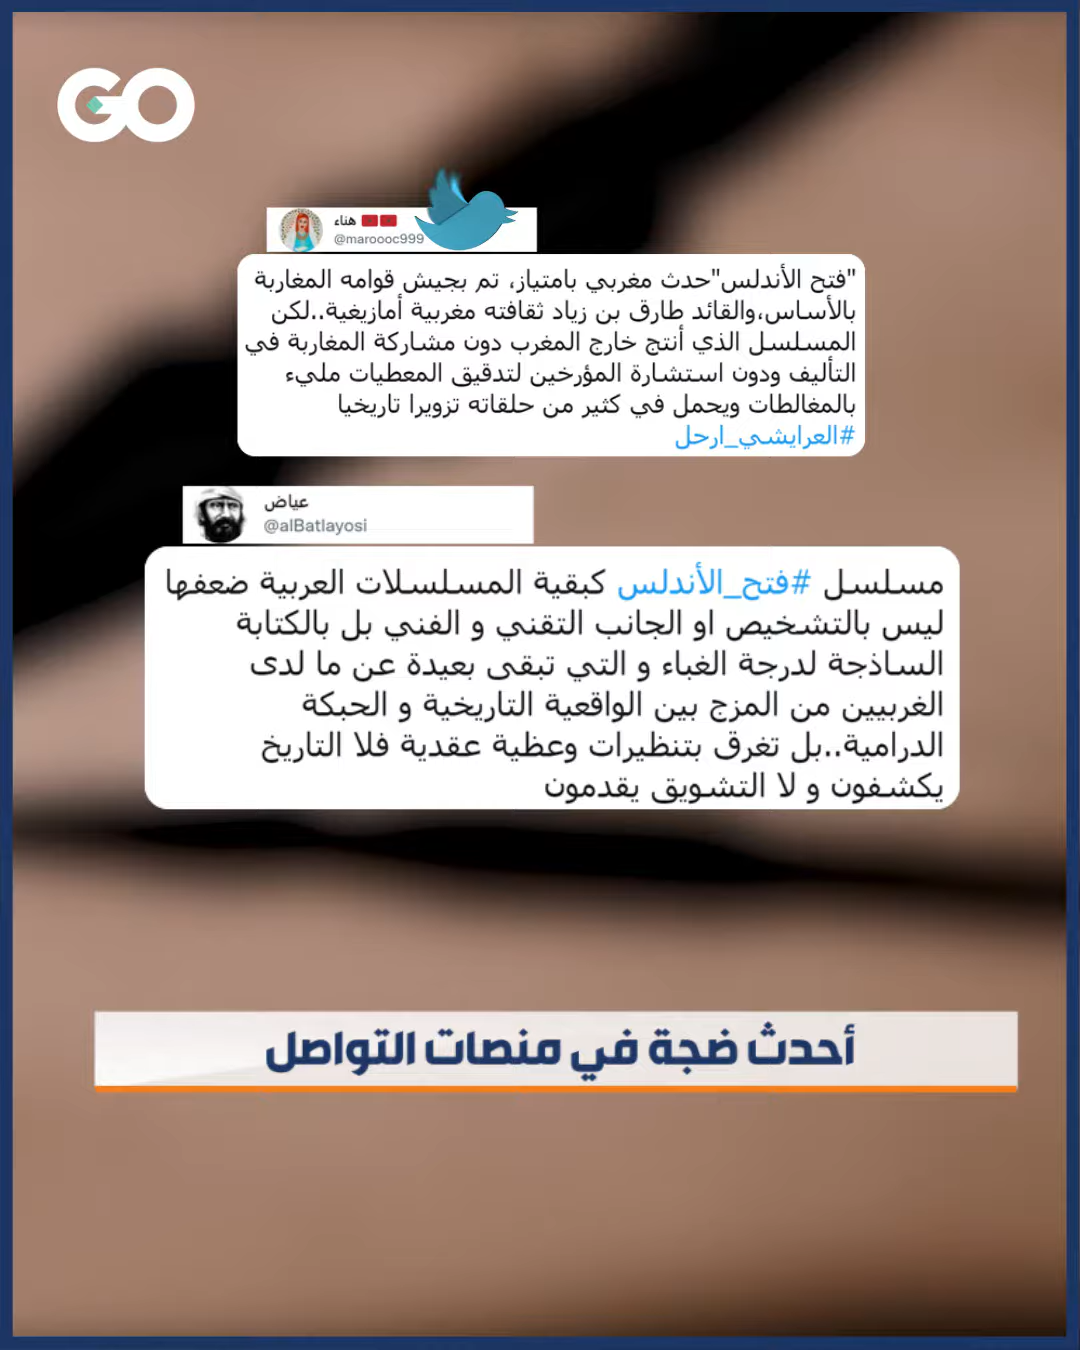 GO
هناء
@maroooc999
"فتح الأندلس"حدث مغربي بامتياز، تم بجيش قوامه المغاربة
بالأساس،والقائد طارق بن زياد ثقافته مغربية أمازيغية..لكن
المسلسل الذي أنتج خارج المغرب دون مشاركة المغاربة في
التأليف ودون استشارة المؤرخين لتدقيق المعطيات مليء
بالمغالطات ويحمل في كثير من حلقاته تزويرا تاريخيا
#العرايشي_ارحل
عياض
@alBatlayosi
مسلسل #فتح_الأندلس كبقية المسلسلات العربية ضعفها
ليس بالتشخيص او الجانب التقني و الفني بل بالكتابة
الساذجة لدرجة الغباء و التي تبقى بعيدة عن ما لدى
الغربيين من المزج بين الواقعية التاريخية و الحبكة
الدرامية..بل تغرق بتنظيرات وعظية عقدية فلا التاريخ
يكشفون و لا التشويق يقدمون
أحدث ضجة في منصات التواصل